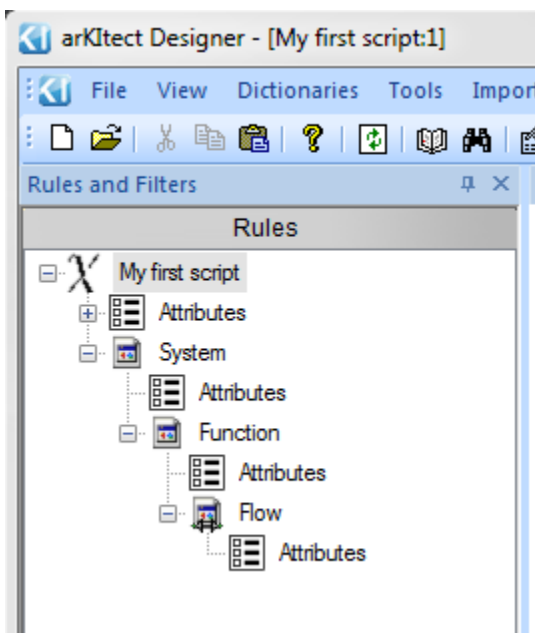 arKItect Designer - [My first script:1]
File View Dictionaries Tools Impor
Rules and Filters
Rules
My first script
Attributes
System
Attributes
Function
Attributes
Flow
Attributes